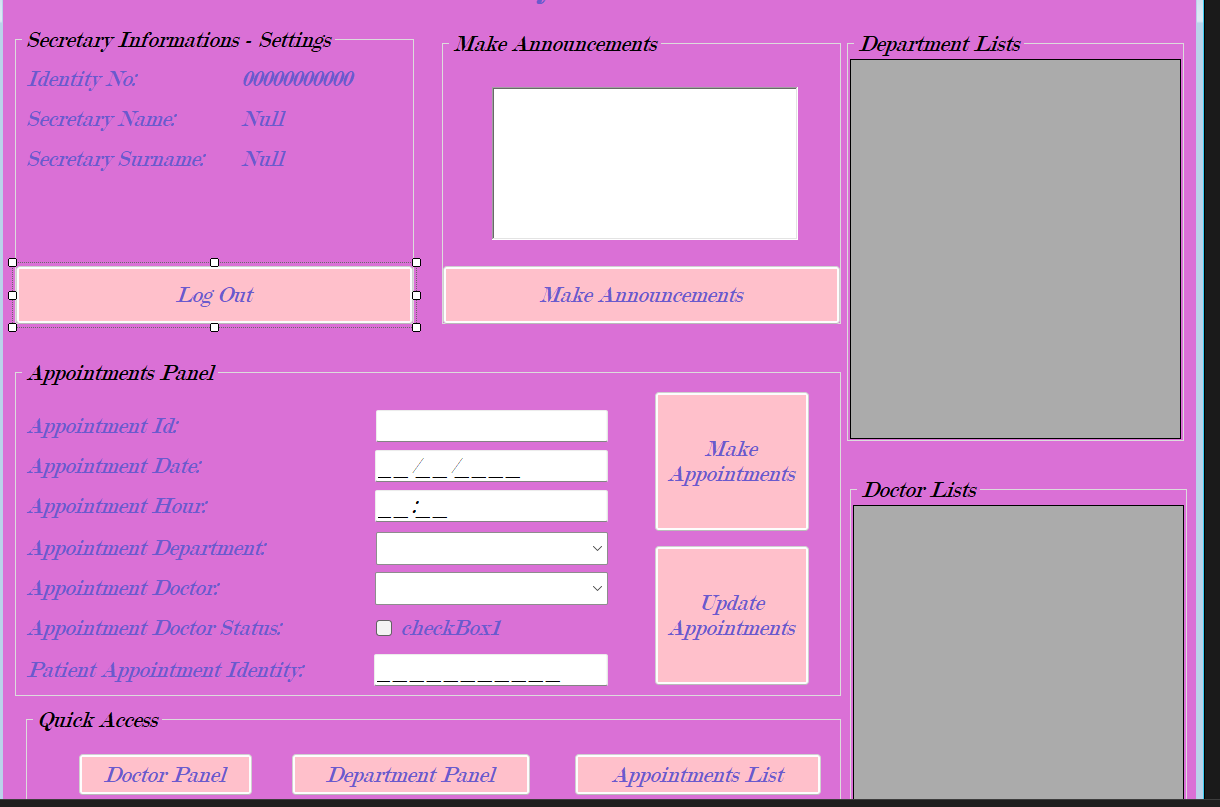 Secretary Informations - Settings
Identity No: 00000000000
Secretary Name: Null
Secretary Surname: Null
Log Out
Make Announcements
Make Announcements
Department Lists
Appointments Panel
Appointment Id:
Appointment Date: __/__/____
Appointment Hour: __:__
Appointment Department:
Appointment Doctor:
Appointment Doctor Status: checkBox1
Patient Appointment Identity: ___________
Make
Appointments
Update
Appointments
Doctor Lists
Quick Access
Doctor Panel
Department Panel
Appointments List